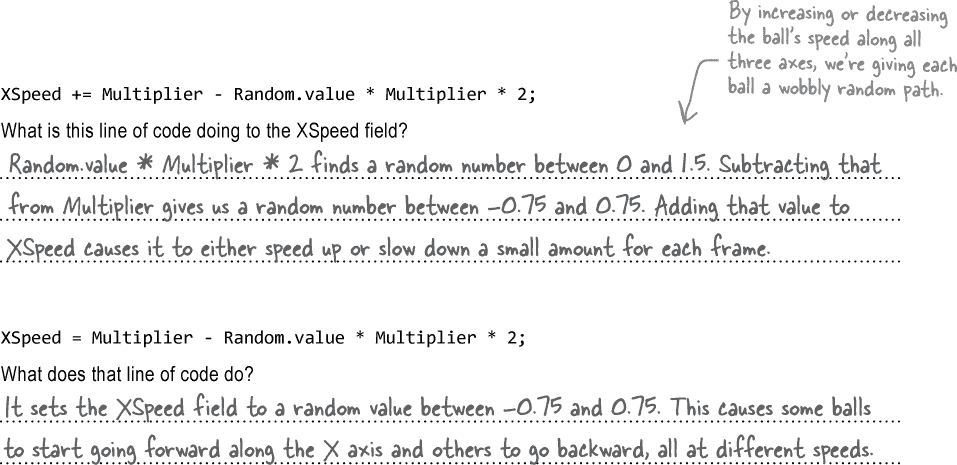 By increasing or decreasing
the ball's speed along all
three axes, we're giving each
ball a wobbly random path.
XSpeed += Multiplier - Random.value * Multiplier * 2;
What is this line of code doing to the XSpeed field?
Random.value * Multiplier * 2 finds a random number between 0 and 1.5. Subtracting that
from Multiplier gives us a random number between -0.75 and 0.75. Adding that value to
XSpeed causes it to either speed up or slow down a small amount for each frame.
XSpeed = Multiplier - Random.value * Multiplier * 2;
What does that line of code do?
It sets the XSpeed field to a random value between -0.75 and 0.75. This causes some balls
to start going forward along the X axis and others to go backward, all at different speeds.